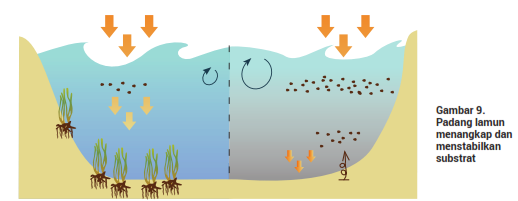 Gambar 9.
Padang lamun
menangkap dan
menstabilkan
substrat